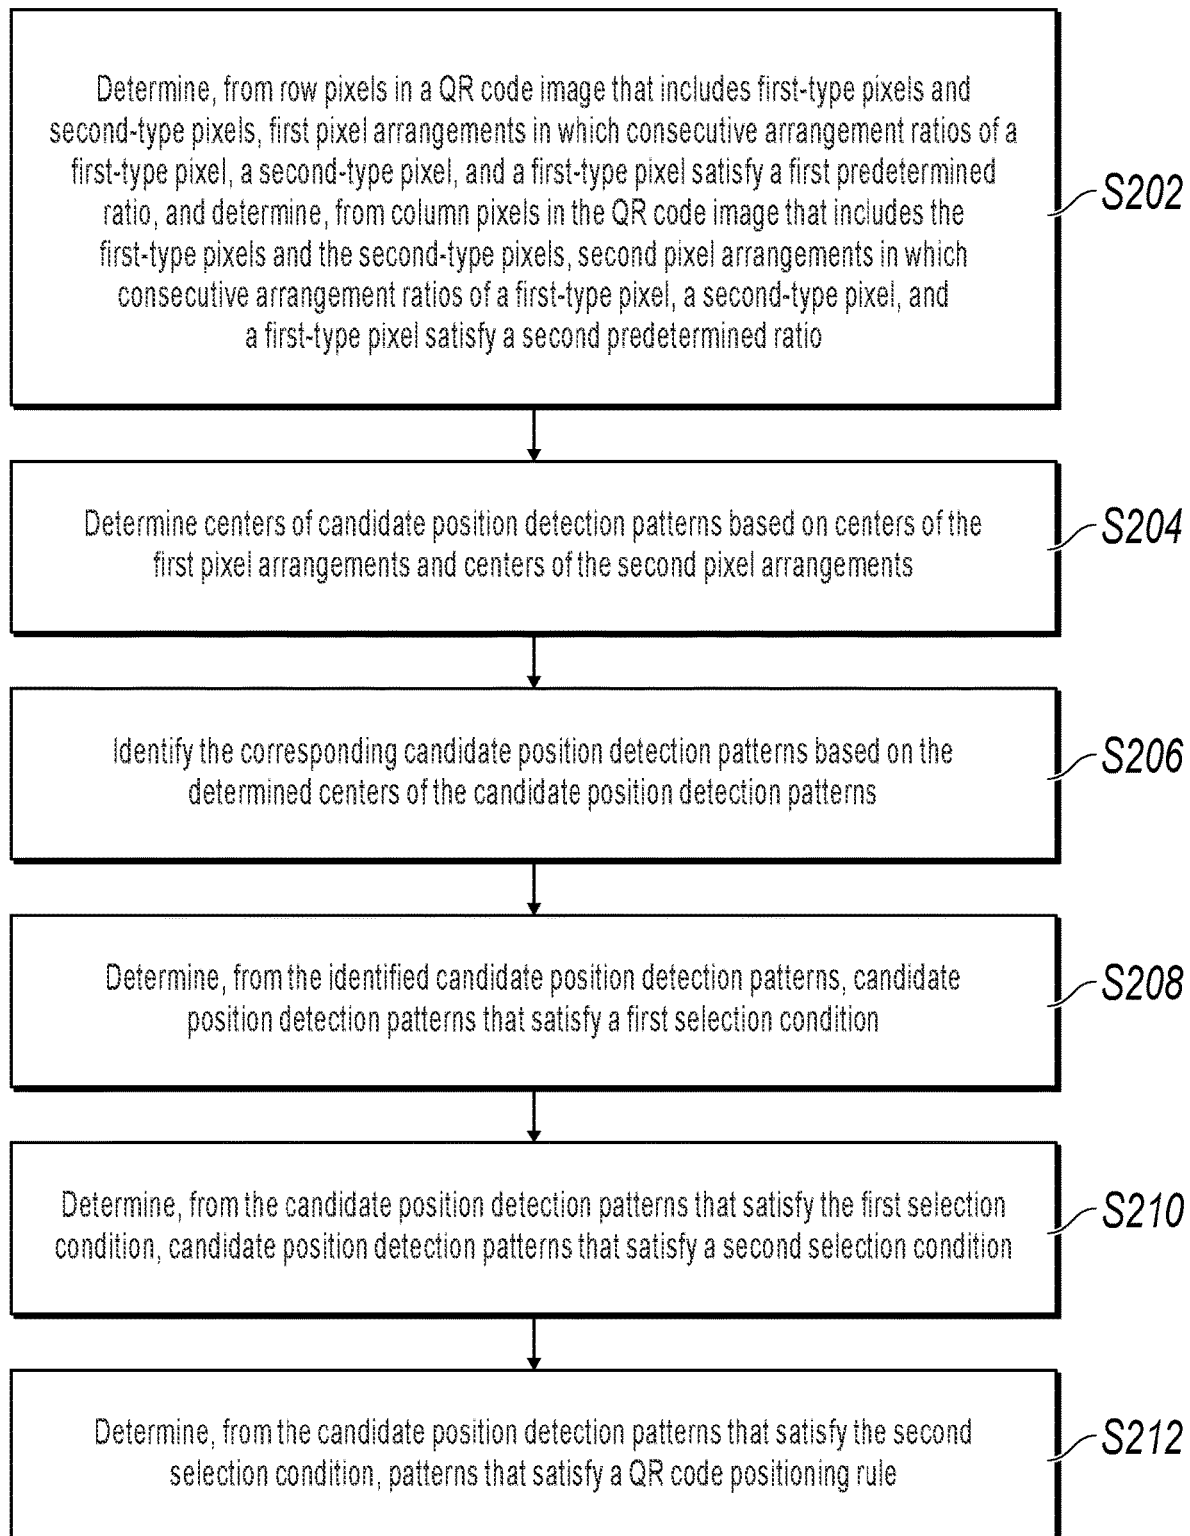 Determine, from row pixels in a QR code image that includes first-type pixels and
second-type pixels, first pixel arrangements in which consecutive arrangement ratios of a
first-type pixel, a second-type pixel, and a first-type pixel satisfy a first predetermined
ratio, and determine, from column pixels in the QR code image that includes the
first-type pixels and the second-type pixels, second pixel arrangements in which
consecutive arrangement ratios of a first-type pixel, a second-type pixel, and
a first-type pixel satisfy a second predetermined ratio
S202
Determine centers of candidate position detection patterns based on centers of the
first pixel arrangements and centers of the second pixel arrangements
S204
Identify the corresponding candidate position detection patterns based on the
determined centers of the candidate position detection patterns
S206
Determine, from the identified candidate position detection patterns, candidate
position detection patterns that satisfy a first selection condition
S208
Determine, from the candidate position detection patterns that satisfy the first selection
condition, candidate position detection patterns that satisfy a second selection condition
S210
Determine, from the candidate position detection patterns that satisfy the second
selection condition, patterns that satisfy a QR code positioning rule
S212